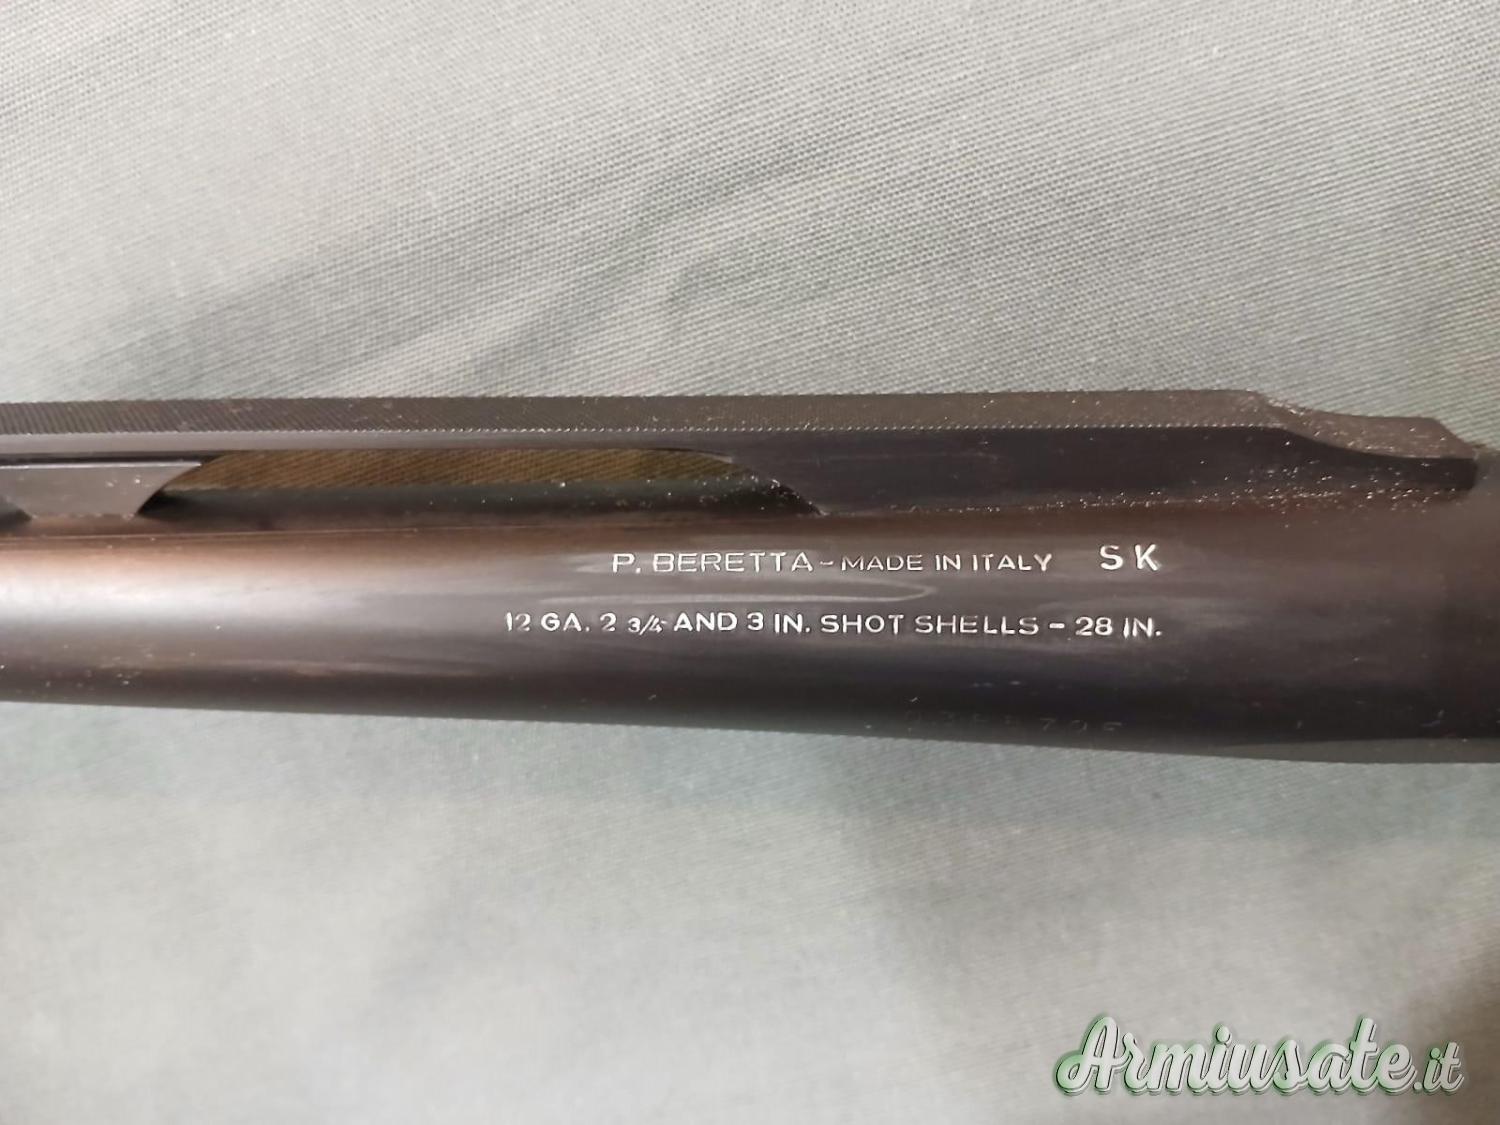 P. BERETTA - MADE IN ITALY SK
12 GA. 2 3/4 AND 3 IN. SHOT SHELLS - 28 IN.
Armiusate.it